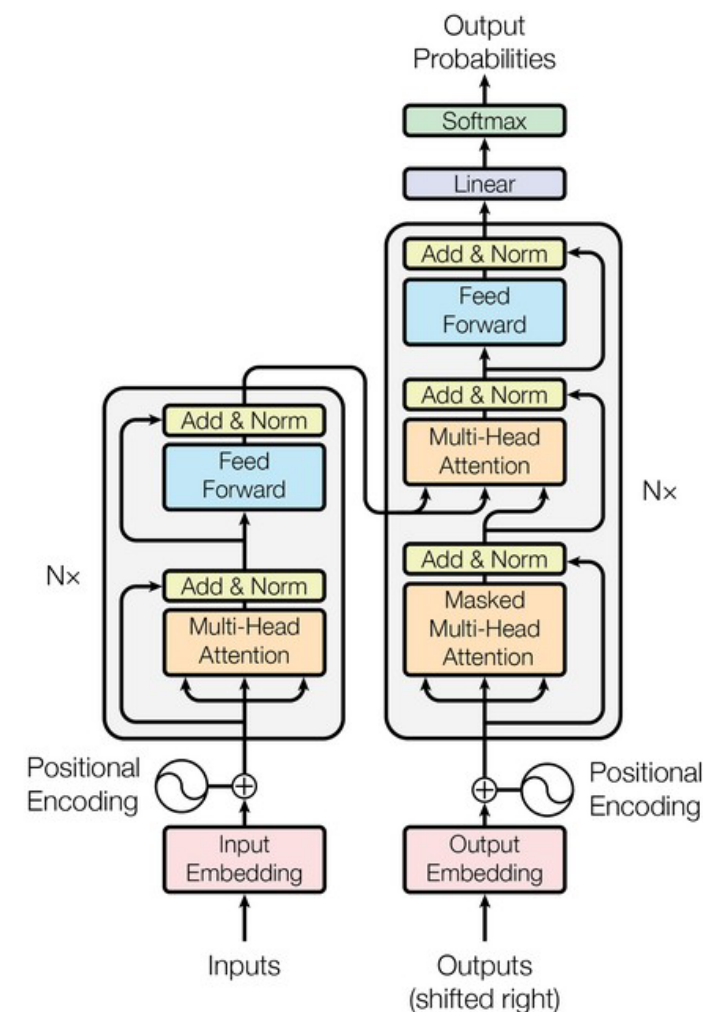 Output
Probabilities
Softmax
Linear
Add & Norm
Feed
Forward
Add & Norm
Multi-Head
Attention
Add & Norm
Masked
Multi-Head
Attention
Nx
Add & Norm
Feed
Forward
Add & Norm
Multi-Head
Attention
Nx
Positional
Encoding
Positional
Encoding
Input
Embedding
Output
Embedding
Inputs
Outputs
(shifted right)